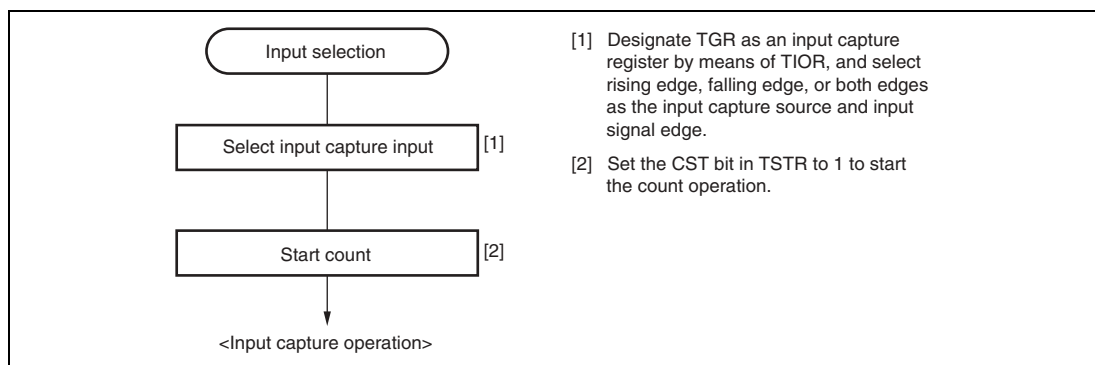 Input selection
Select input capture input
[1]
Start count
[2]
<Input capture operation>
[1] Designate TGR as an input capture
register by means of TIOR, and select
rising edge, falling edge, or both edges
as the input capture source and input
signal edge.
[2] Set the CST bit in TSTR to 1 to start
the count operation.